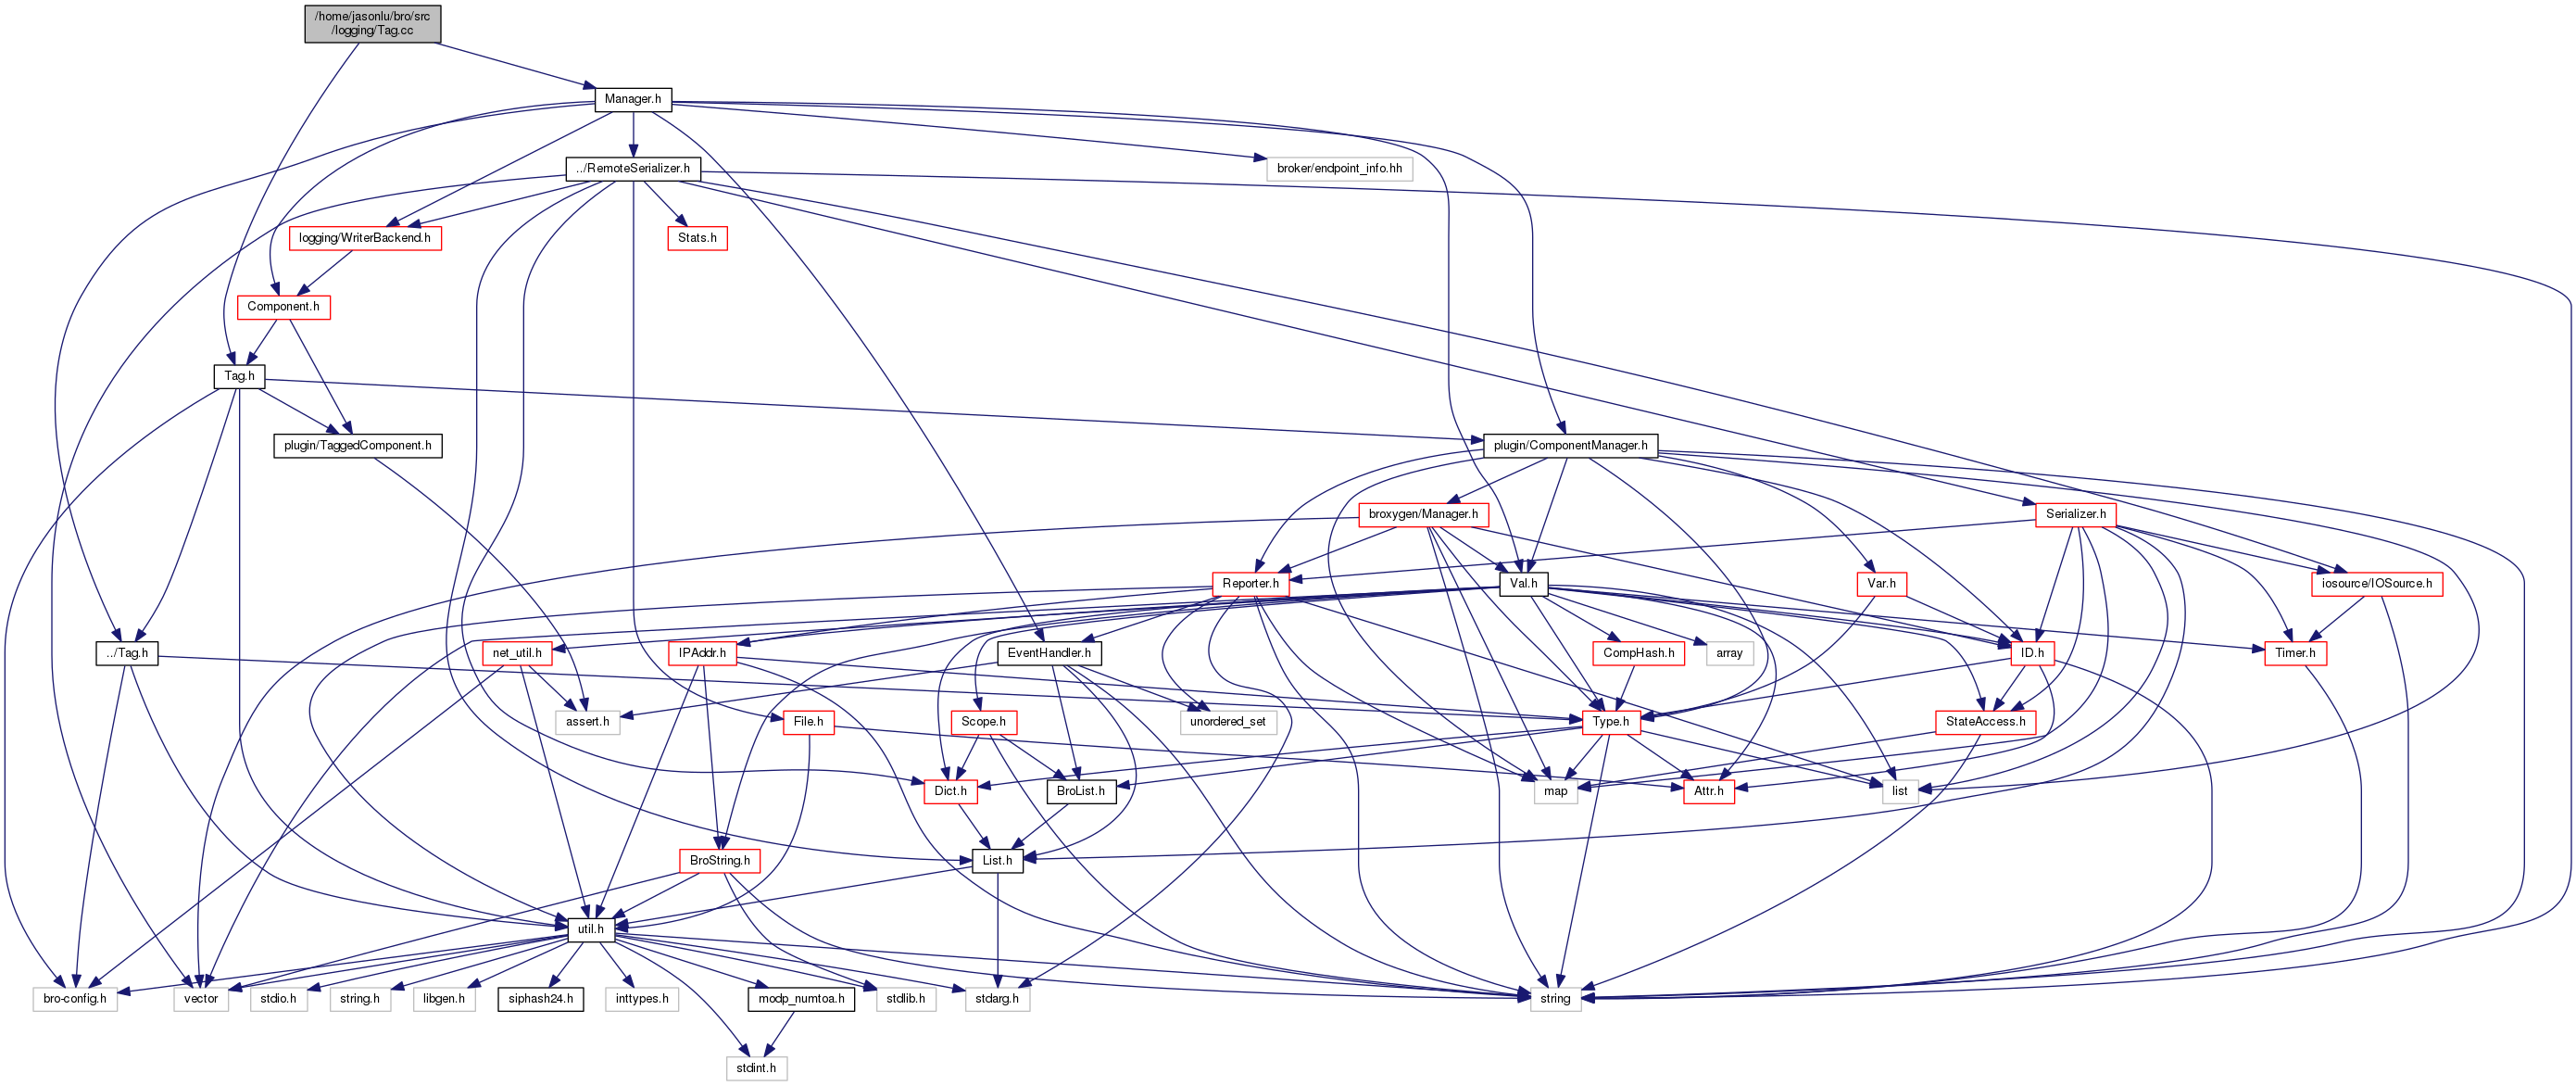 /home/jasonlu/bro/src
/logging/Tag.cc
Manager.h
../RemoteSerializer.h
broker/endpoint_info.hh
logging/WriterBackend.h
Stats.h
Component.h
Tag.h
plugin/TaggedComponent.h
plugin/ComponentManager.h
broxygen/Manager.h
Serializer.h
Reporter.h
Val.h
Var.h
iosource/IOSource.h
../Tag.h
net_util.h
IPAddr.h
EventHandler.h
CompHash.h
array
ID.h
Timer.h
assert.h
File.h
Scope.h
unordered_set
Type.h
StateAccess.h
Dict.h
BroList.h
map
Attr.h
list
BroString.h
List.h
util.h
bro-config.h
vector
stdio.h
string.h
libgen.h
siphash24.h
inttypes.h
modp_numtoa.h
stdlib.h
stdarg.h
string
stdint.h